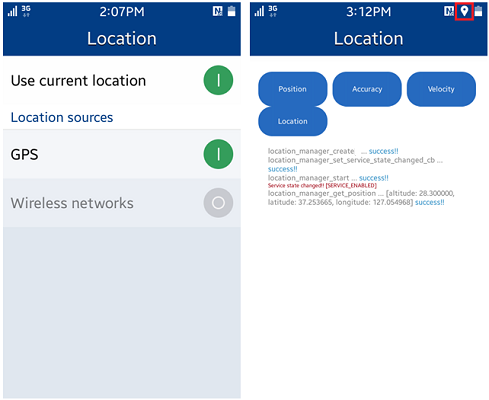 3G
2:07PM
N
Location
Use current location
Location sources
GPS
Wireless networks
3G
3:12PM
N
Location
Position
Accuracy
Velocity
Location
location_manager_create ... success!!
location_manager_set_service_state_changed_cb ...
success!!
location_manager_start ... success!!
Service state changed!! [SERVICE_ENABLED]
location_manager_get_position ... [altitude: 28.300000,
latitude: 37.253665, longitude: 127.054968] success!!